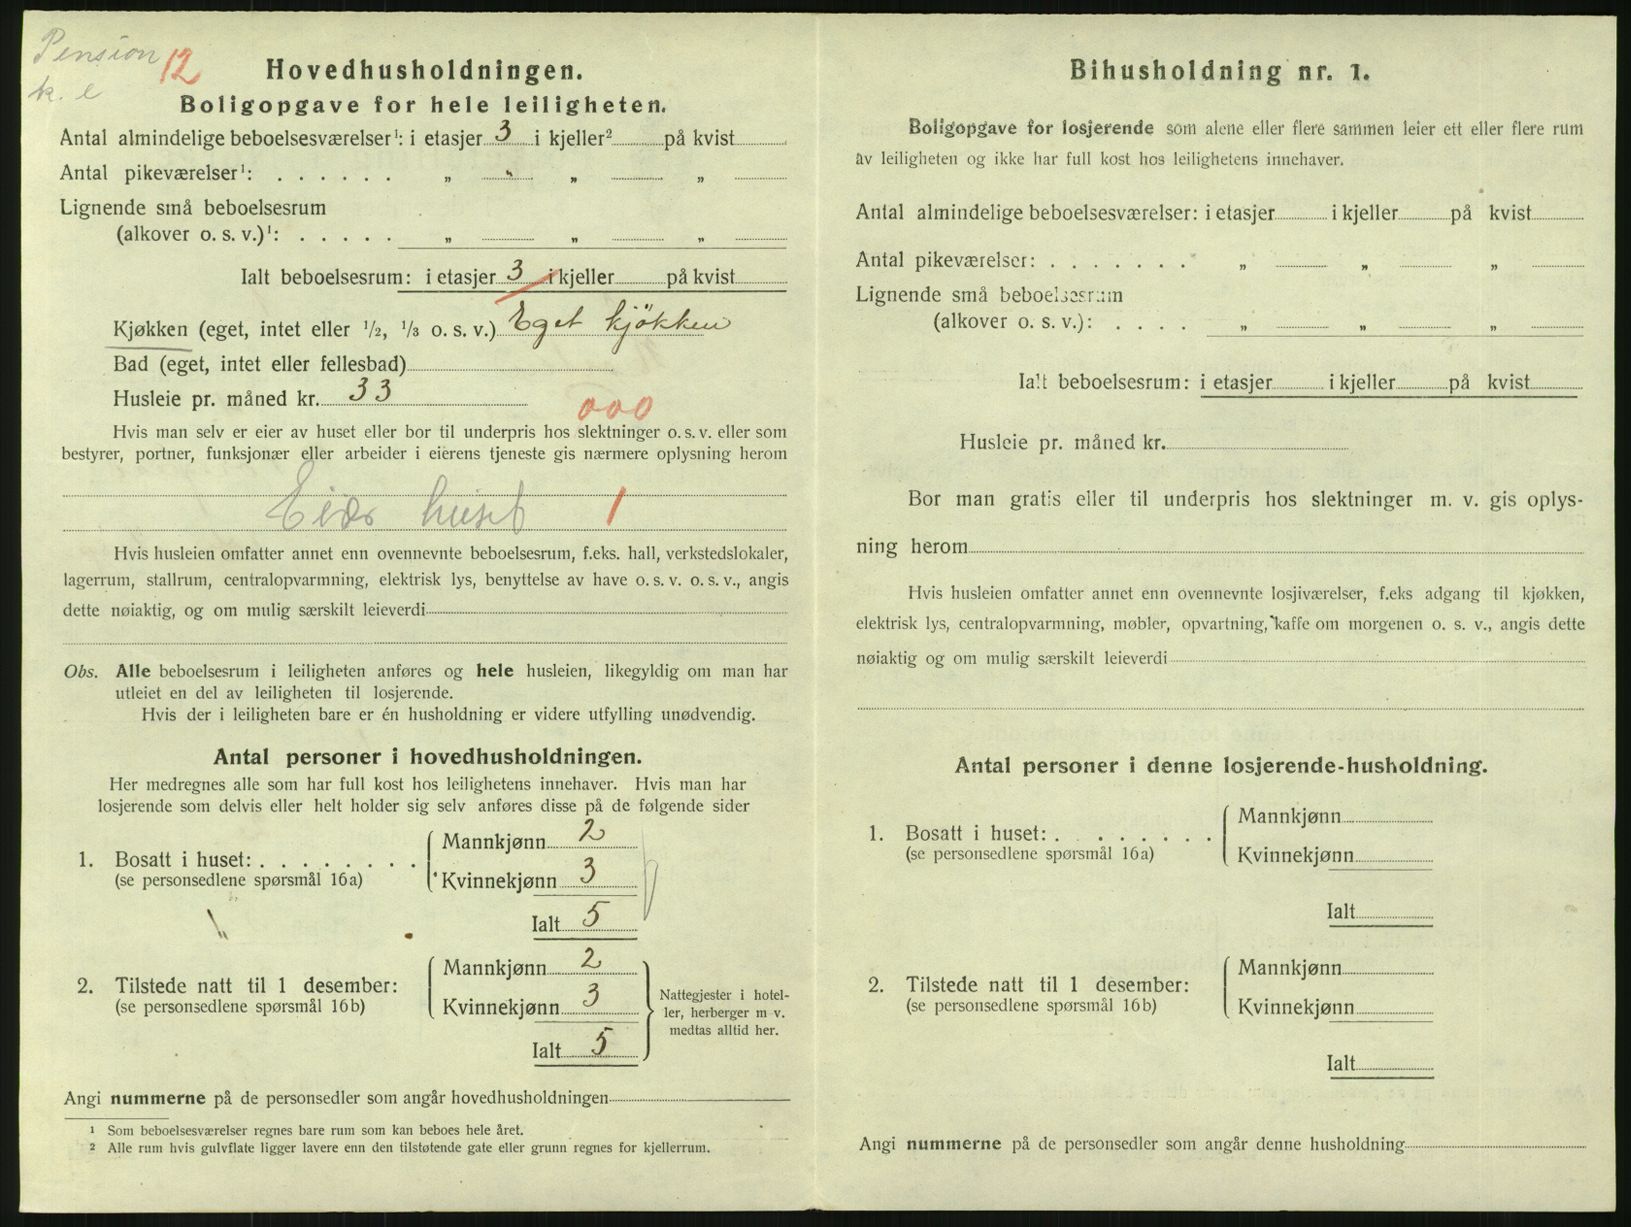 Pension 12
Hovedhusholdningen.
Boligopgave for hele leiligheten.
Antal almindelige beboelsesværelser¹: i etasjer 3 i kjeller² på kvist
Antal pikeværelser¹: . . . . . . „ „ „ „
Lignende små beboelsesrum
(alkover o. s. v.)¹: . . . . . „ „ „
Ialt beboelsesrum: i etasjer 3 i kjeller på kvist
Kjøkken (eget, intet eller 1/2, 1/3 o. s. v.) Eget kjökken
Bad (eget, intet eller fellesbad)
Husleie pr. måned kr. 33
000
Hvis man selv er eier av huset eller bor til underpris hos slektninger o. s. v. eller som
bestyrer, portner, funksjonær eller arbeider i eierens tjeneste gis nærmere oplysning herom
Eier huset 1
Hvis husleien omfatter annet enn ovennevnte beboelsesrum, f.eks. hall, verkstedslokaler,
lagerrum, stallrum, centralopvarmning, elektrisk lys, benyttelse av have o. s. v. o. s. v., angis
dette nøiaktig, og om mulig særskilt leieverdi
Obs. Alle beboelsesrum i leiligheten anføres og hele husleien, likegyldig om man har
utleiet en del av leiligheten til losjerende.
Hvis der i leiligheten bare er én husholdning er videre utfylling unødvendig.
Antal personer i hovedhusholdningen.
Her medregnes alle som har full kost hos leilighetens innehaver. Hvis man har
losjerende som delvis eller helt holder sig selv anføres disse på de følgende sider
1. Bosatt i huset: . . . . . . . .
(se personsedlene spørsmål 16a)
Mannkjønn 2
Kvinnekjønn 3
Ialt 5
2. Tilstede natt til 1 desember:
(se personsedlene spørsmål 16b)
Mannkjønn 2
Kvinnekjønn 3
Ialt 5
Nattegjester i hotel-
ler, herberger m v.
medtas alltid her.
Angi nummerne på de personsedler som angår hovedhusholdningen
¹ Som beboelsesværelser regnes bare rum som kan beboes hele året.
² Alle rum hvis gulvflate ligger lavere enn den tilstøtende gate eller grunn regnes for kjellerrum.
Bihusholdning nr. 1.
Boligopgave for losjerende som alene eller flere sammen leier ett eller flere rum
av leiligheten og ikke har full kost hos leilighetens innehaver.
Antal almindelige beboelsesværelser: i etasjer i kjeller på kvist
Antal pikeværelser: . . . . . . . „ „ „
Lignende små beboelsesrum
(alkover o. s. v.): . . . . „ „ „
Ialt beboelsesrum: i etasjer i kjeller på kvist
Husleie pr. måned kr.
Bor man gratis eller til underpris hos slektninger m. v. gis oplys-
ning herom
Hvis husleien omfatter annet enn ovennevnte losjiværelser, f.eks adgang til kjøkken,
elektrisk lys, centralopvarmning, møbler, opvartning, kaffe om morgenen o. s. v., angis dette
nøiaktig og om mulig særskilt leieverdi
Antal personer i denne losjerende-husholdning.
1. Bosatt i huset: . . . . . . .
(se personsedlene spørsmål 16a)
Mannkjønn
Kvinnekjønn
Ialt
2. Tilstede natt til 1 desember:
(se personsedlene spørsmål 16b)
Mannkjønn
Kvinnekjønn
Ialt
Angi nummerne på de personsedler som angår denne husholdning